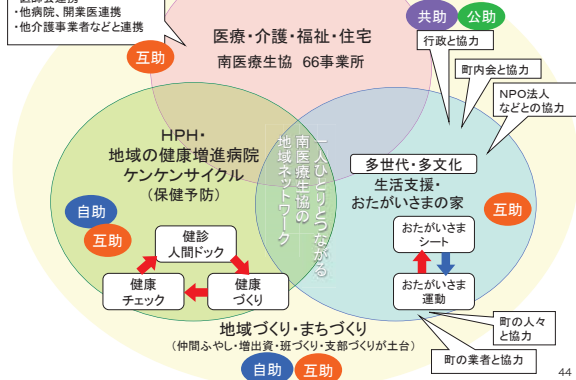 ・他病院、開業医連携
・他介護事業者などと連携
互助
医療・介護・福祉・住宅
南医療生協 66事業所
共助
公助
行政と協力
町内会と協力
NPO法人
などとの協力
HPH・
地域の健康増進病院
ケンケンサイクル
（保健予防）
一人ひとりとつながる
南医療生協の
地域ネットワーク
多世代・多文化
生活支援・
おたがいさまの家
自助
互助
互助
健診
人間ドック
健康
チェック
健康
づくり
おたがいさま
シート
おたがいさま
運動
地域づくり・まちづくり
（仲間ふやし・増出資・班づくり・支部づくりが土台）
自助
互助
町の人々
と協力
町の業者と協力
44